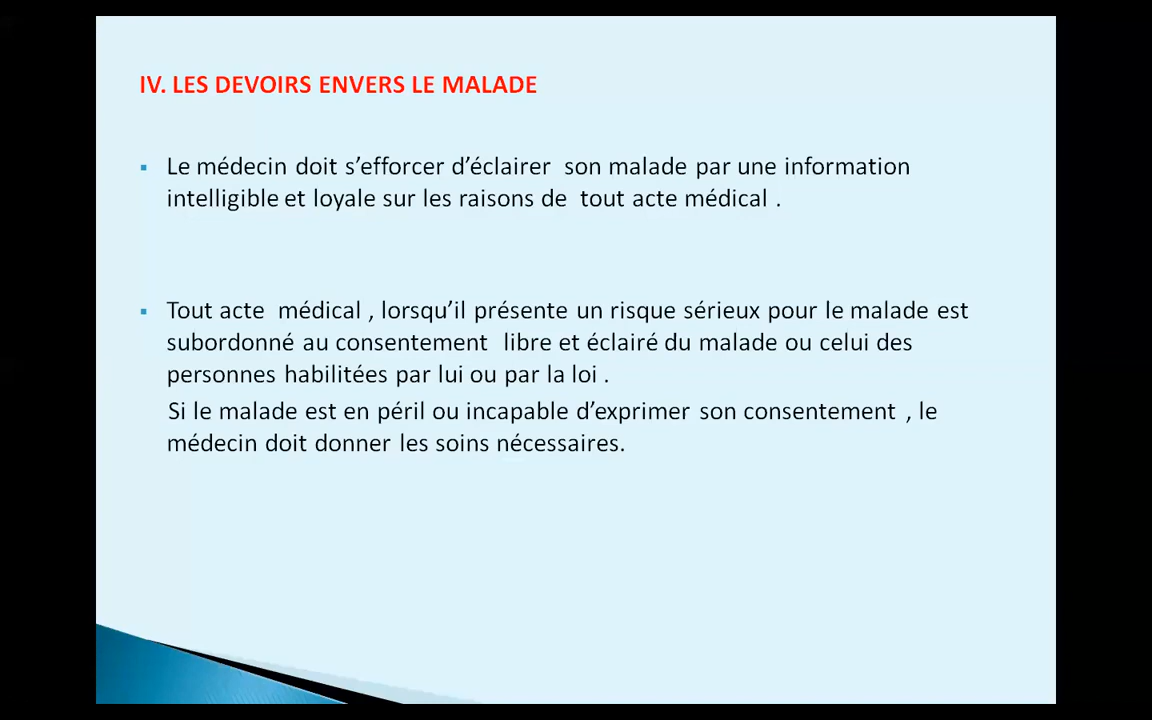 IV. LES DEVOIRS ENVERS LE MALADE
▪ Le médecin doit s’efforcer d’éclairer son malade par une information
intelligible et loyale sur les raisons de tout acte médical .
▪ Tout acte médical , lorsqu’il présente un risque sérieux pour le malade est
subordonné au consentement libre et éclairé du malade ou celui des
personnes habilitées par lui ou par la loi .
Si le malade est en péril ou incapable d’exprimer son consentement , le
médecin doit donner les soins nécessaires.